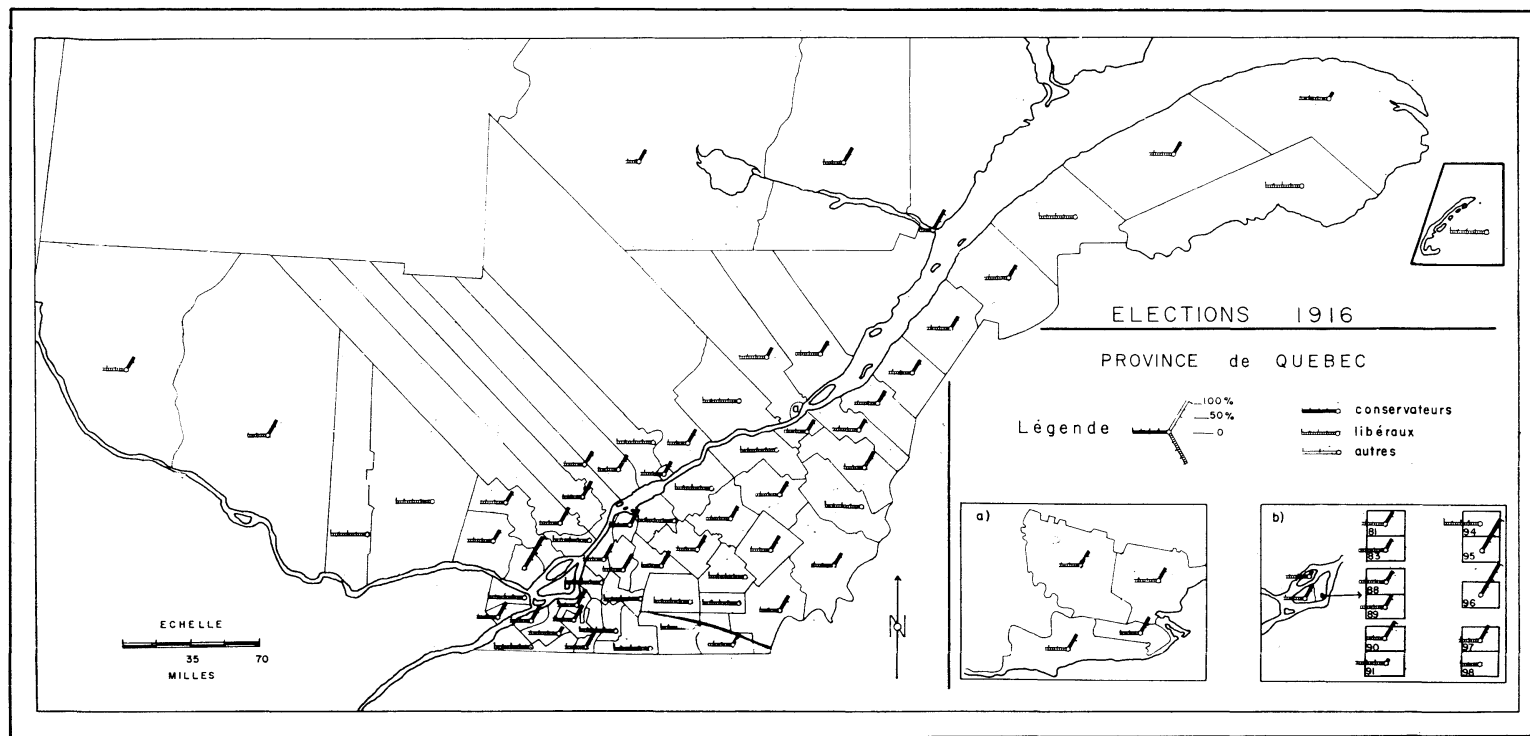 ELECTIONS 1916
PROVINCE de QUÉBEC
Légende
100%
50%
0
conservateurs
libéraux
autres
ECHELLE
35 70
MILLES
N
a)
b)
81
83
88
89
90
91
94
95
96
97
98